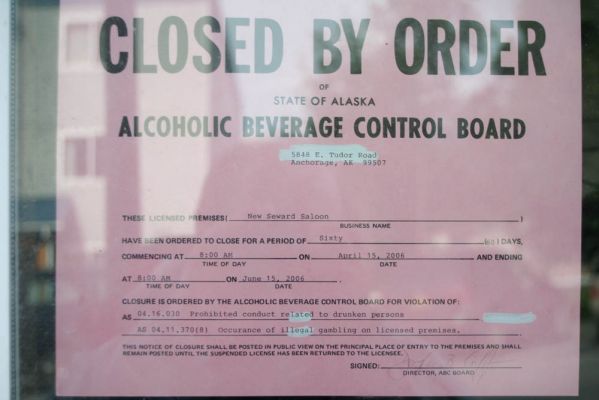 CLOSED BY ORDER
OF
STATE OF ALASKA
ALCOHOLIC BEVERAGE CONTROL BOARD
5848 E. Tudor Road
Anchorage, AK 99507
THESE LICENSED PREMISES( New Seward Saloon )
BUSINESS NAME
HAVE BEEN ORDERED TO CLOSE FOR A PERIOD OF Sixty (60) DAYS,
COMMENCING AT 8:00 AM ON April 15, 2006 AND ENDING
TIME OF DAY DATE
AT 8:00 AM ON June 15, 2006 .
TIME OF DAY DATE
CLOSURE IS ORDERED BY THE ALCOHOLIC BEVERAGE CONTROL BOARD FOR VIOLATION OF:
AS 04.16.030 Prohibited conduct related to drunken persons
AS 04.11.370(8) Occurance of illegal gambling on licensed premises.
THIS NOTICE OF CLOSURE SHALL BE POSTED IN PUBLIC VIEW ON THE PRINCIPAL PLACE OF ENTRY TO THE PREMISES AND SHALL
REMAIN POSTED UNTIL THE SUSPENDED LICENSE HAS BEEN RETURNED TO THE LICENSEE.
SIGNED:
DIRECTOR, ABC BOARD